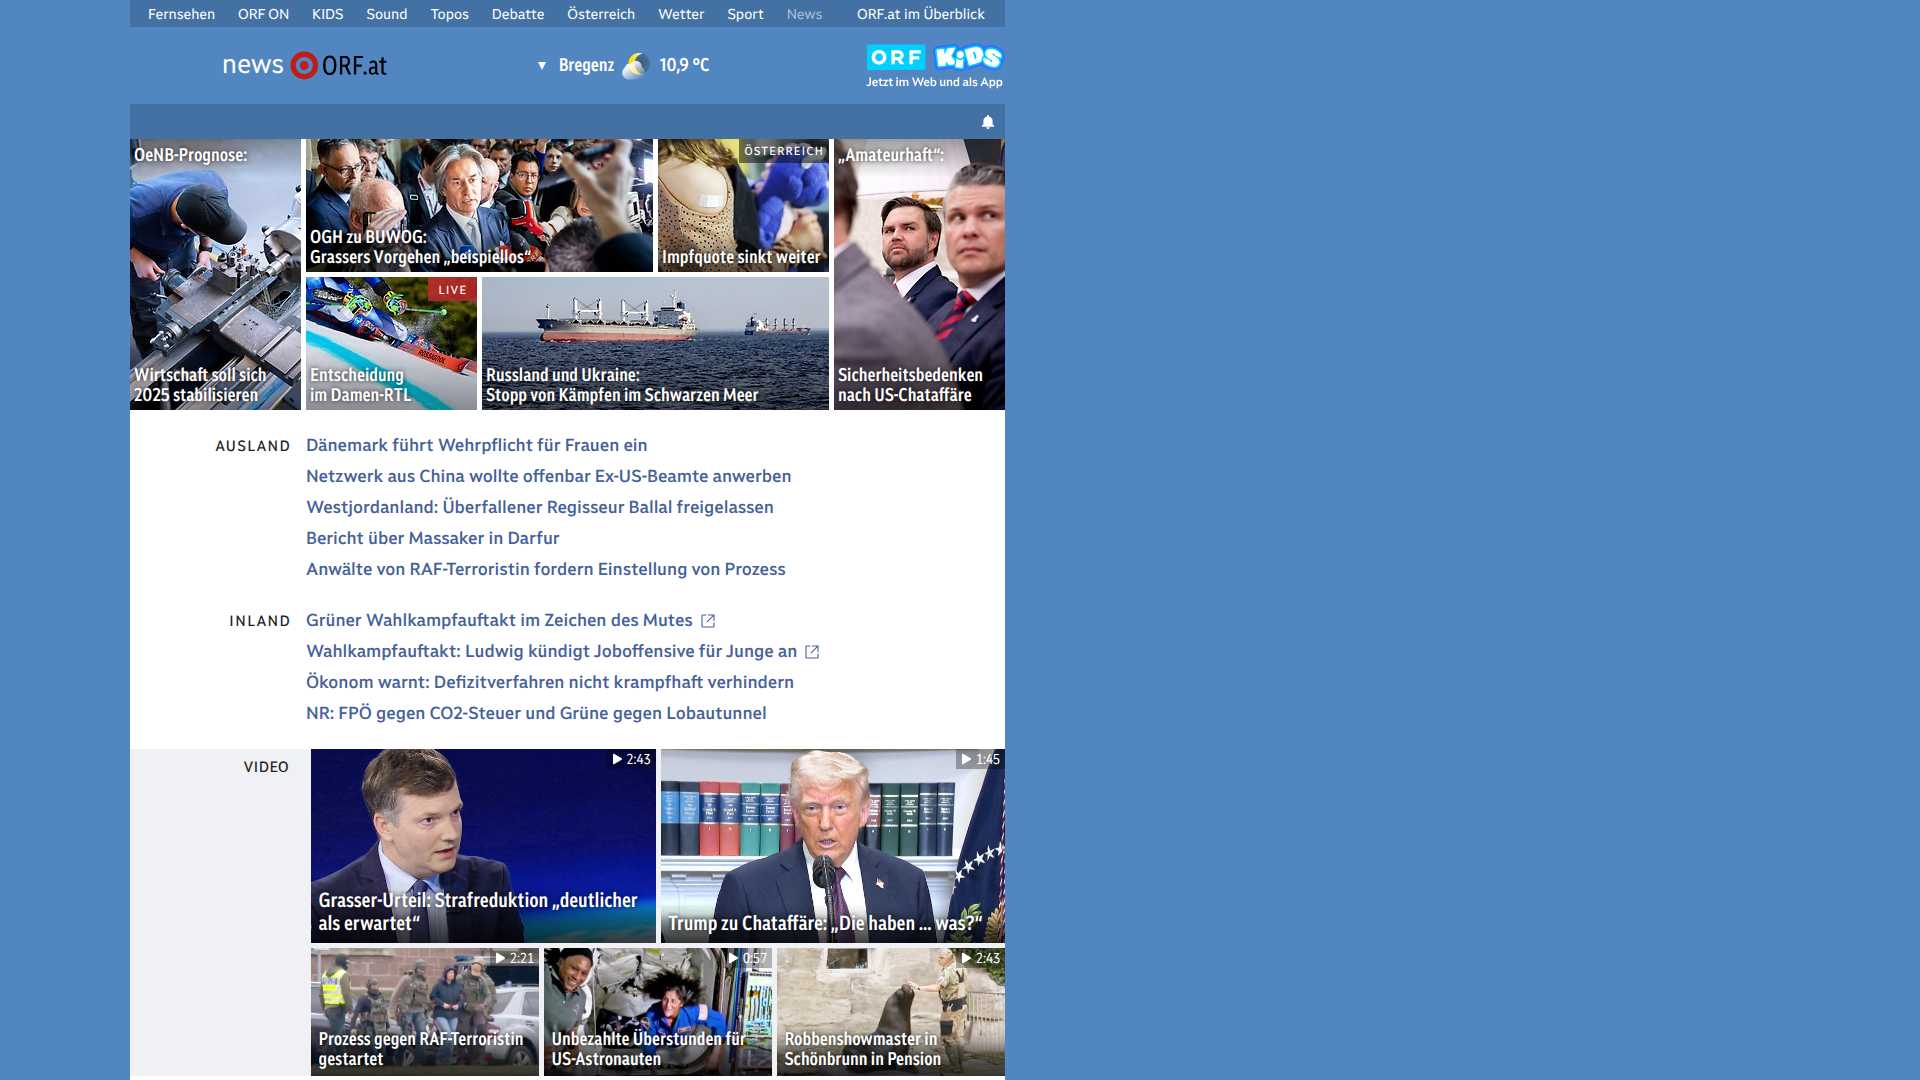 Fernsehen ORF ON KIDS Sound Topos Debatte Österreich Wetter Sport News ORF.at im Überblick
news ORF.at
▼ Bregenz 10,9 °C
ORF KiDS
Jetzt im Web und als App
OeNB-Prognose:
Wirtschaft soll sich
2025 stabilisieren
OGH zu BUWOG:
Grassers Vorgehen „beispiellos“
ÖSTERREICH
Impfquote sinkt weiter
„Amateurhaft“:
Sicherheitsbedenken
nach US-Chataffäre
LIVE
Entscheidung
im Damen-RTL
Russland und Ukraine:
Stopp von Kämpfen im Schwarzen Meer
AUSLAND
Dänemark führt Wehrpflicht für Frauen ein
Netzwerk aus China wollte offenbar Ex-US-Beamte anwerben
Westjordanland: Überfallener Regisseur Ballal freigelassen
Bericht über Massaker in Darfur
Anwälte von RAF-Terroristin fordern Einstellung von Prozess
INLAND
Grüner Wahlkampfauftakt im Zeichen des Mutes
Wahlkampfauftakt: Ludwig kündigt Joboffensive für Junge an
Ökonom warnt: Defizitverfahren nicht krampfhaft verhindern
NR: FPÖ gegen CO2-Steuer und Grüne gegen Lobautunnel
VIDEO
2:43
Grasser-Urteil: Strafreduktion „deutlicher
als erwartet“
1:45
Trump zu Chataffäre: „Die haben ... was?“
2:21
Prozess gegen RAF-Terroristin
gestartet
0:57
Unbezahlte Überstunden für
US-Astronauten
2:43
Robbenshowmaster in
Schönbrunn in Pension